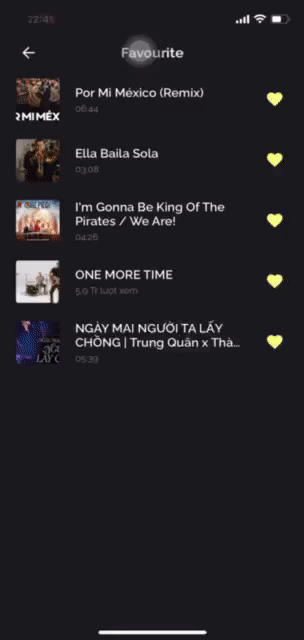 22:45
Favourite
Por Mi México (Remix)
06:44
R MI MÉX
Ella Baila Sola
03:08
I'm Gonna Be King Of The
Pirates / We Are!
04:26
ONE MORE TIME
5,9 Tr lượt xem
NGÀY MAI NGƯỜI TA LẤY
CHỒNG | Trung Quân x Thà...
05:39